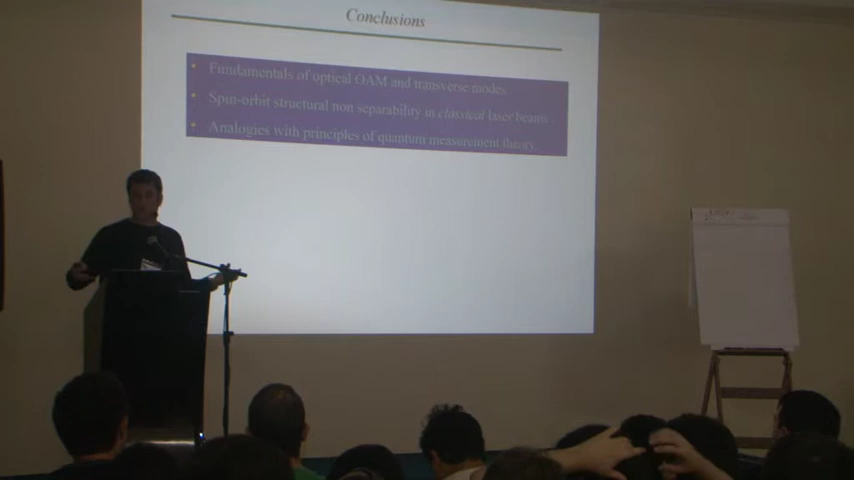 Conclusions
• Fundamentals of optical OAM and transverse modes
• Spin-orbit structural non separability in classical laser beams
• Analogies with principles of quantum measurement theory.